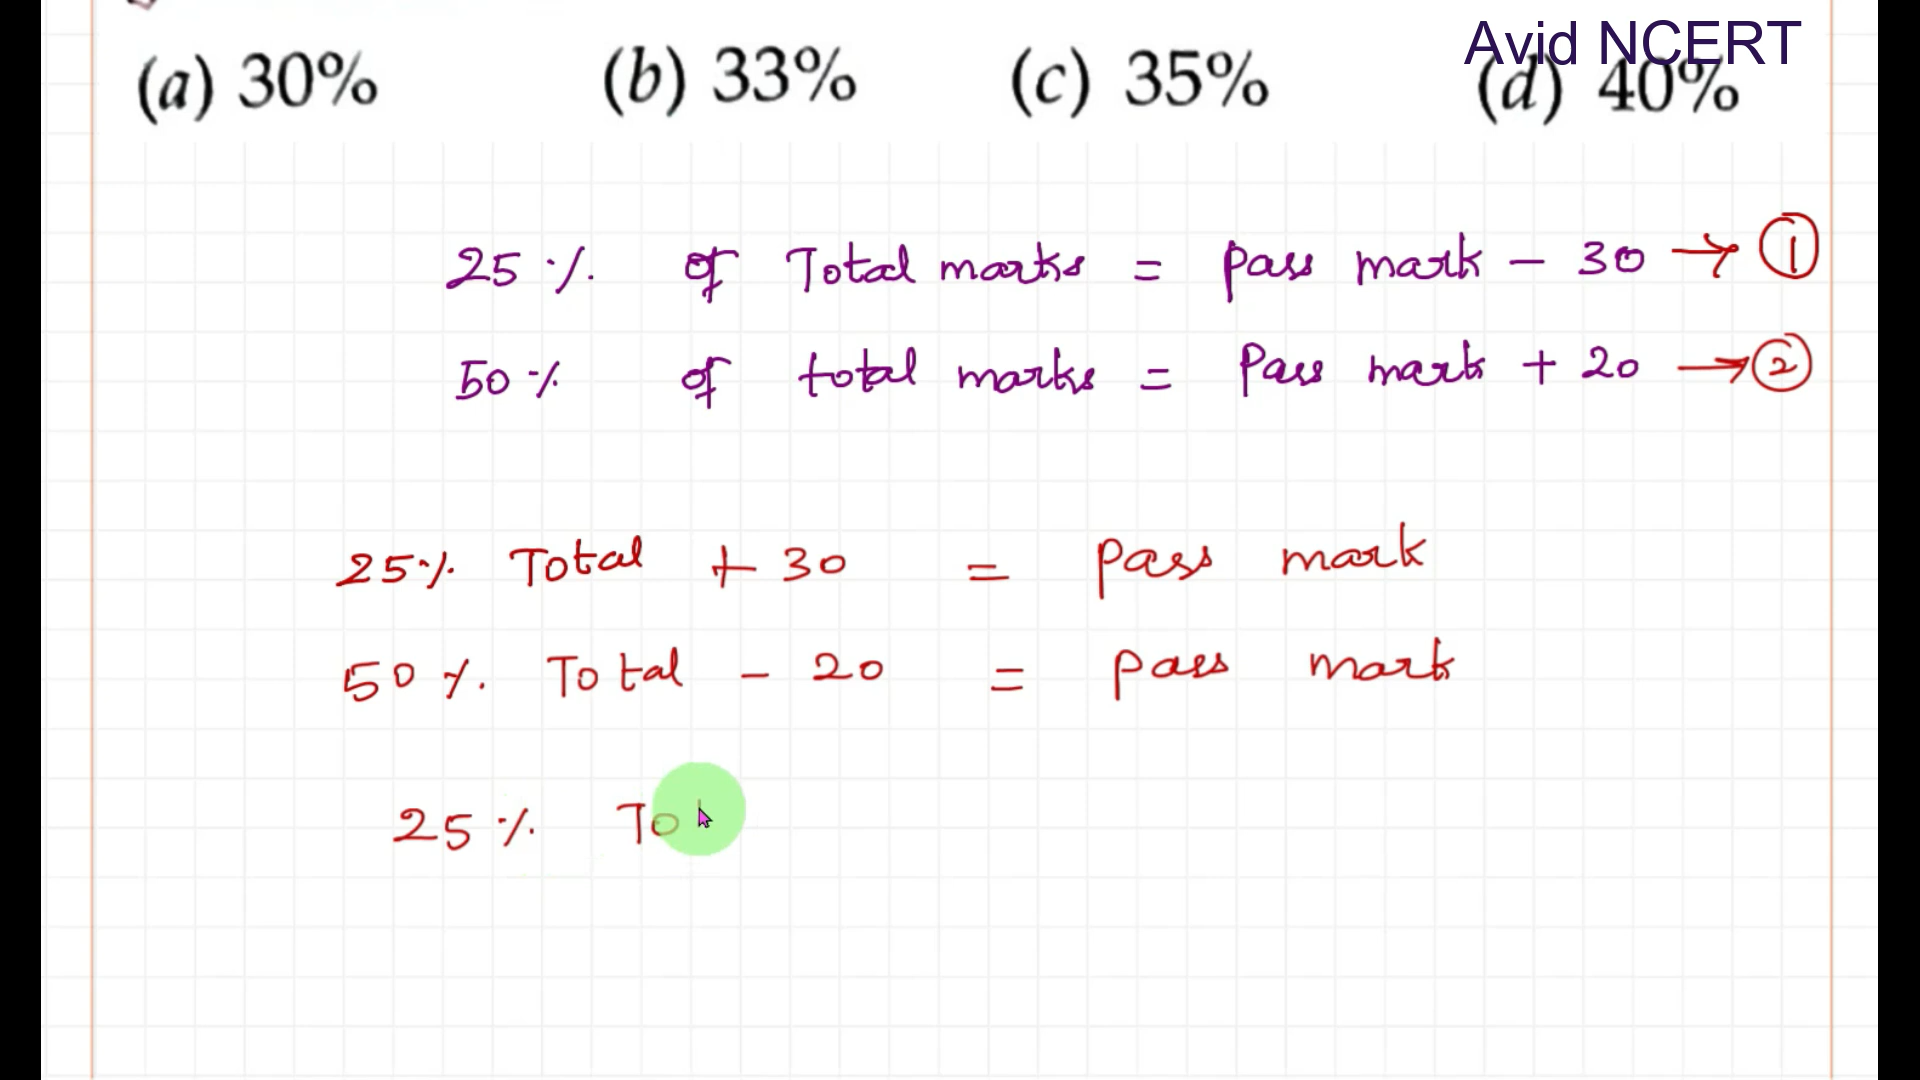 Avid NCERT
(a) 30% (b) 33% (c) 35% (d) 40%
25% of Total marks = pass mark - 30 → ①
50% of total marks = Pass mark + 20 → ②
25% Total + 30 = pass mark
50% Total - 20 = pass mark
25% To